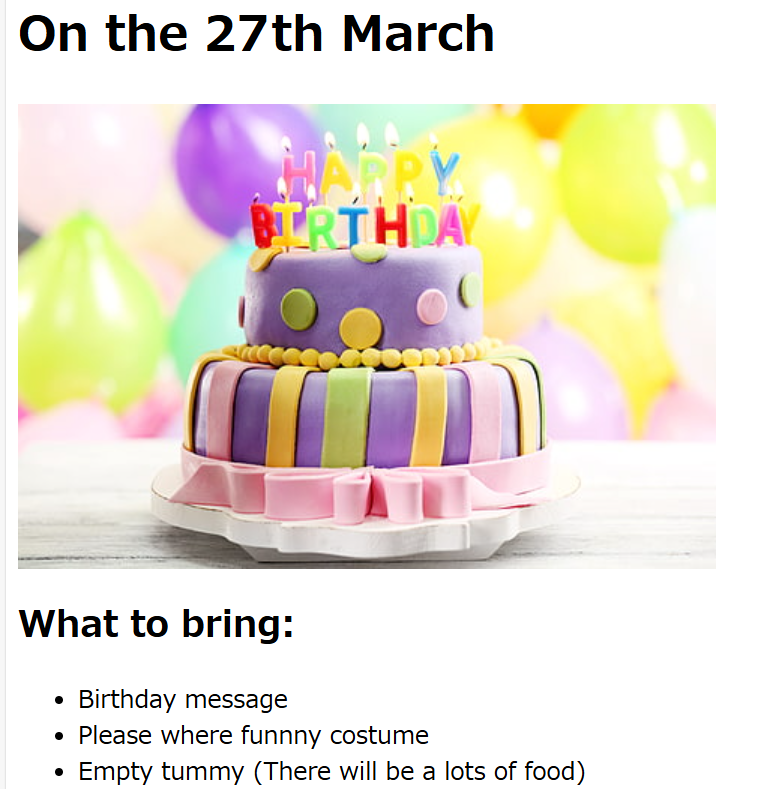 On the 27th March
HAPPY
BIRTHDAY
What to bring:
Birthday message
Please where funnny costume
Empty tummy (There will be a lots of food)